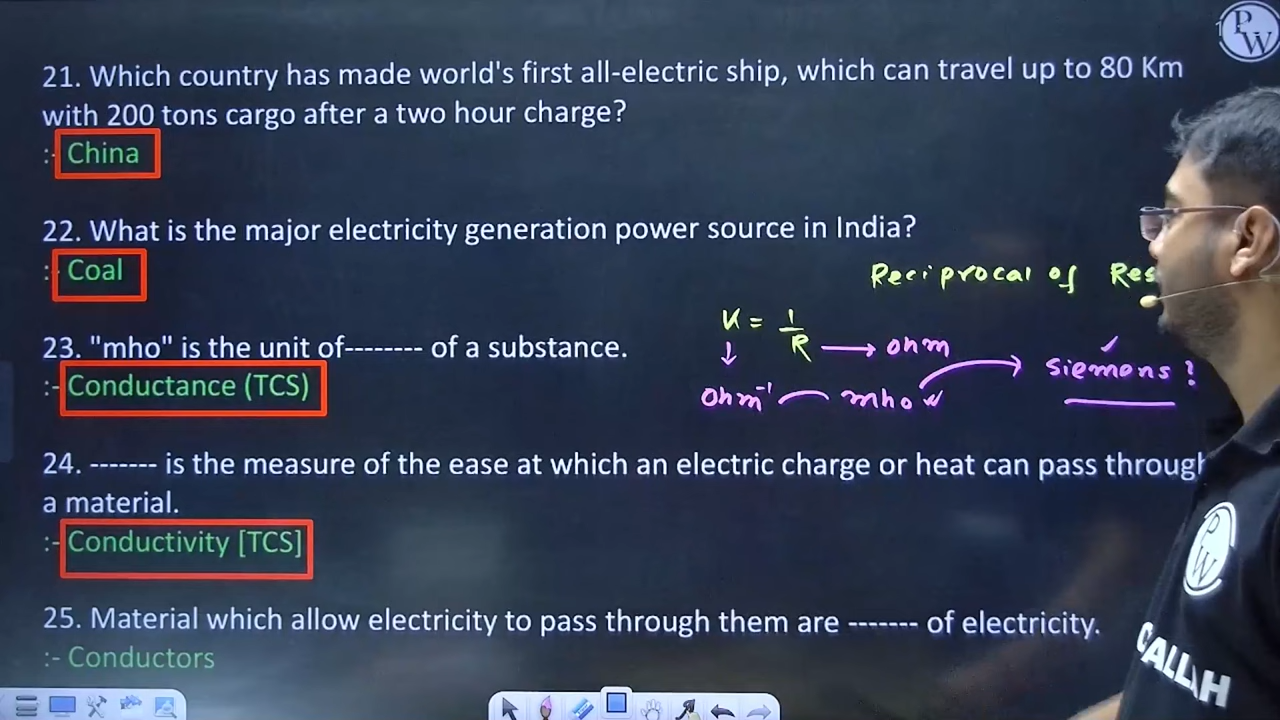 PW
21. Which country has made world's first all-electric ship, which can travel up to 80 Km
with 200 tons cargo after a two hour charge?
:- China
22. What is the major electricity generation power source in India?
:- Coal
Reciprocal of Res
K = 1/R → ohm
ohm⁻¹ mho → siemens ?
23. "mho" is the unit of-------- of a substance.
:- Conductance (TCS)
24. ------- is the measure of the ease at which an electric charge or heat can pass through
a material.
:- Conductivity [TCS]
25. Material which allow electricity to pass through them are ------- of electricity.
:- Conductors
PW
ALLAH